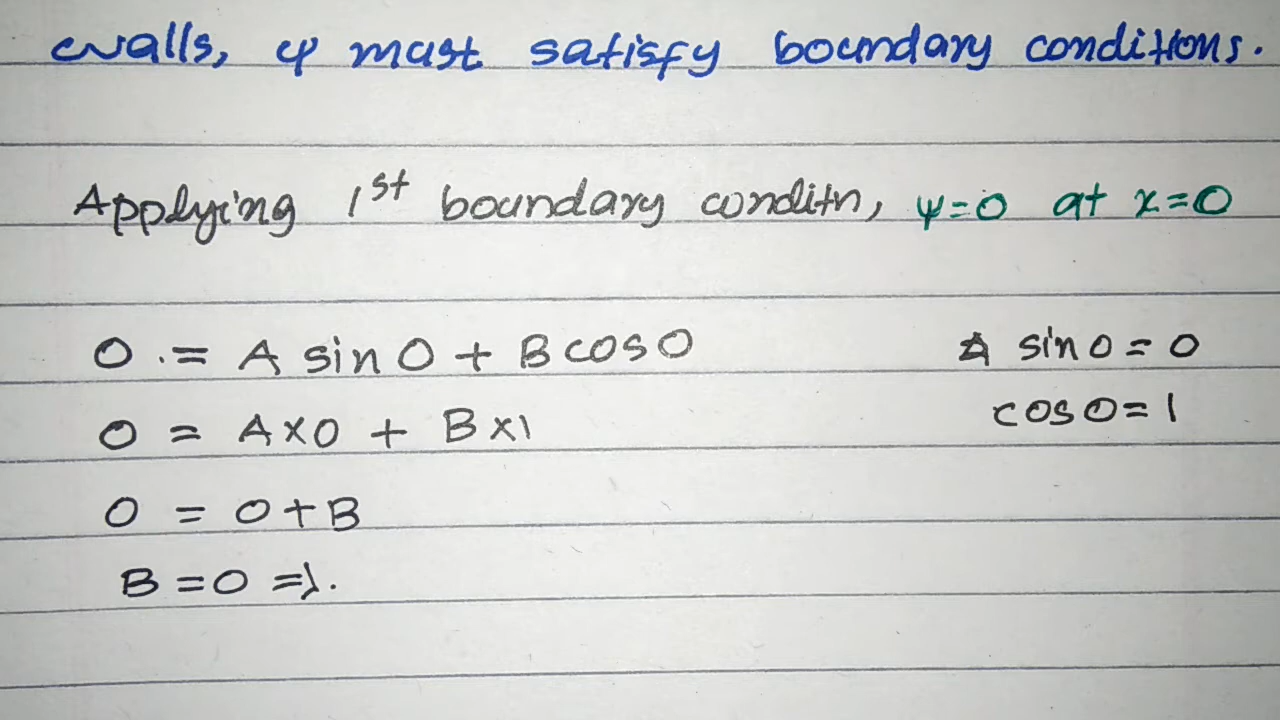 walls, ψ must satisfy boundary conditions.
Applying 1st boundary conditn, ψ=0 at x=0
0 = A sin 0 + B cos 0
sin 0 = 0
0 = A×0 + B×1
cos 0 = 1
0 = 0+B
B = 0 ⇒.